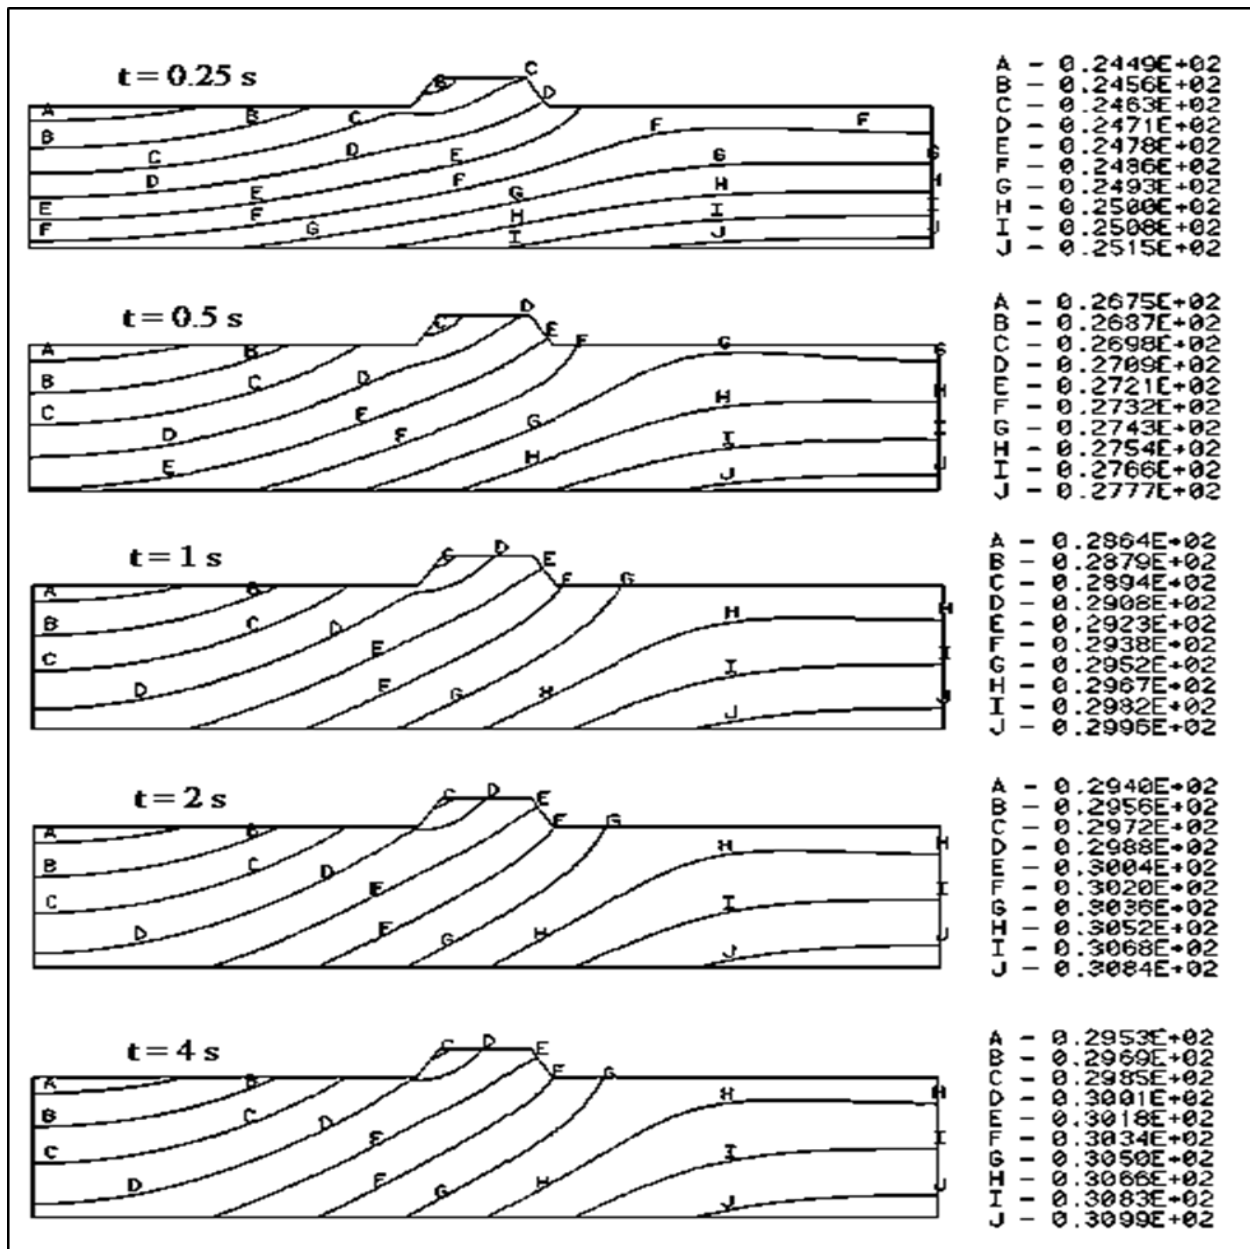 t = 0.25 s
A - 0.2449E+02
B - 0.2456E+02
C - 0.2463E+02
D - 0.2471E+02
E - 0.2478E+02
F - 0.2486E+02
G - 0.2493E+02
H - 0.2500E+02
I - 0.2508E+02
J - 0.2515E+02
t = 0.5 s
A - 0.2675E+02
B - 0.2687E+02
C - 0.2698E+02
D - 0.2709E+02
E - 0.2721E+02
F - 0.2732E+02
G - 0.2743E+02
H - 0.2754E+02
I - 0.2766E+02
J - 0.2777E+02
t = 1 s
A - 0.2864E+02
B - 0.2879E+02
C - 0.2894E+02
D - 0.2908E+02
E - 0.2923E+02
F - 0.2938E+02
G - 0.2952E+02
H - 0.2967E+02
I - 0.2982E+02
J - 0.2996E+02
t = 2 s
A - 0.2940E+02
B - 0.2956E+02
C - 0.2972E+02
D - 0.2988E+02
E - 0.3004E+02
F - 0.3020E+02
G - 0.3036E+02
H - 0.3052E+02
I - 0.3068E+02
J - 0.3084E+02
t = 4 s
A - 0.2953E+02
B - 0.2969E+02
C - 0.2985E+02
D - 0.3001E+02
E - 0.3018E+02
F - 0.3034E+02
G - 0.3050E+02
H - 0.3066E+02
I - 0.3083E+02
J - 0.3099E+02